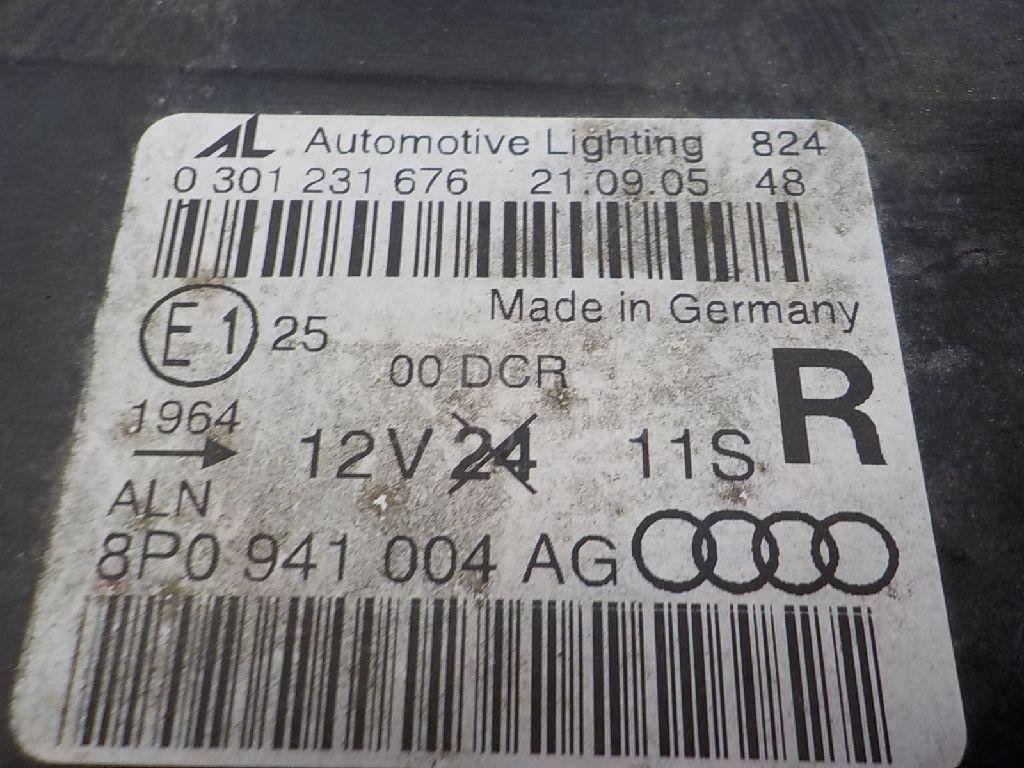 AL Automotive Lighting 824
0 301 231 676 21.09.05 48
Made in Germany
E1 25
00 DCR
R
1964
12V 24 11S
ALN
8P0 941 004 AG